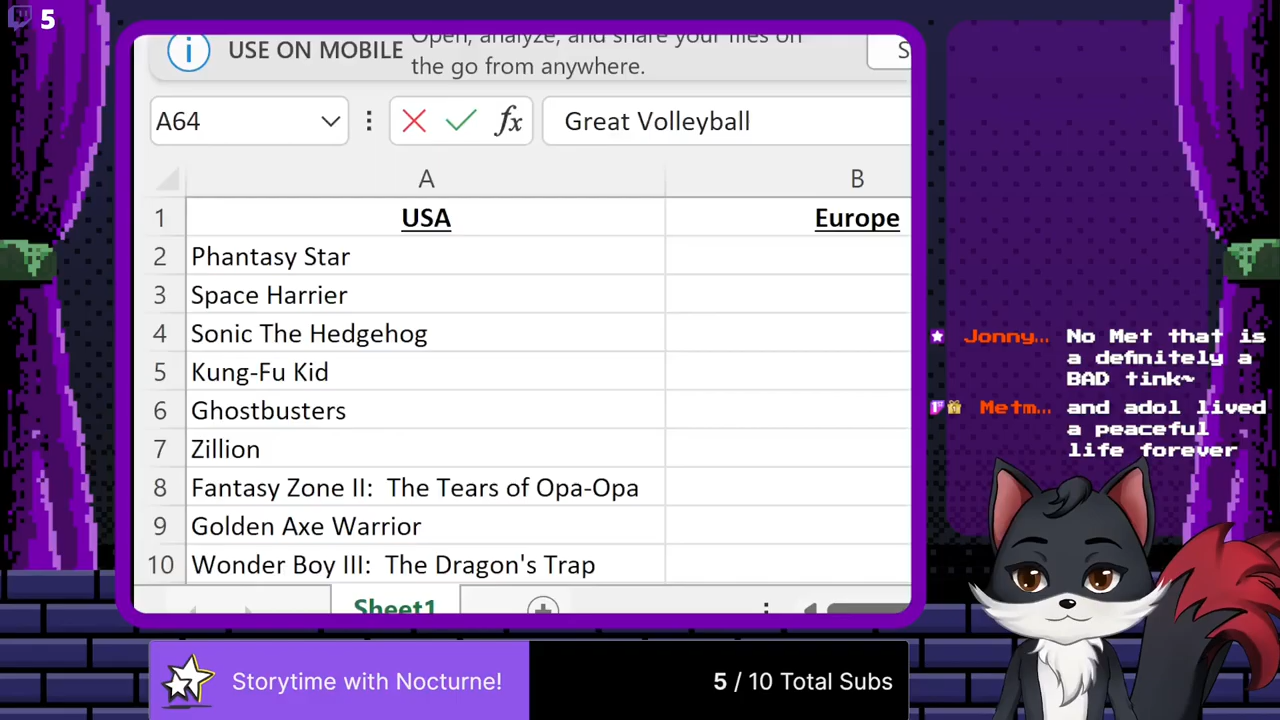 5
USE ON MOBILE
Open, analyze, and share your files on
the go from anywhere.
S
A64
fx
Great Volleyball
A
B
1
USA
Europe
2
Phantasy Star
3
Space Harrier
4
Sonic The Hedgehog
5
Kung-Fu Kid
6
Ghostbusters
7
Zillion
8
Fantasy Zone II:  The Tears of Opa-Opa
9
Golden Axe Warrior
10
Wonder Boy III:  The Dragon's Trap
Sheet1
Jonny...
No Met that is
a definitely a
BAD tink~
Metm...
and adol lived
a peaceful
life forever
Storytime with Nocturne!
5 / 10 Total Subs